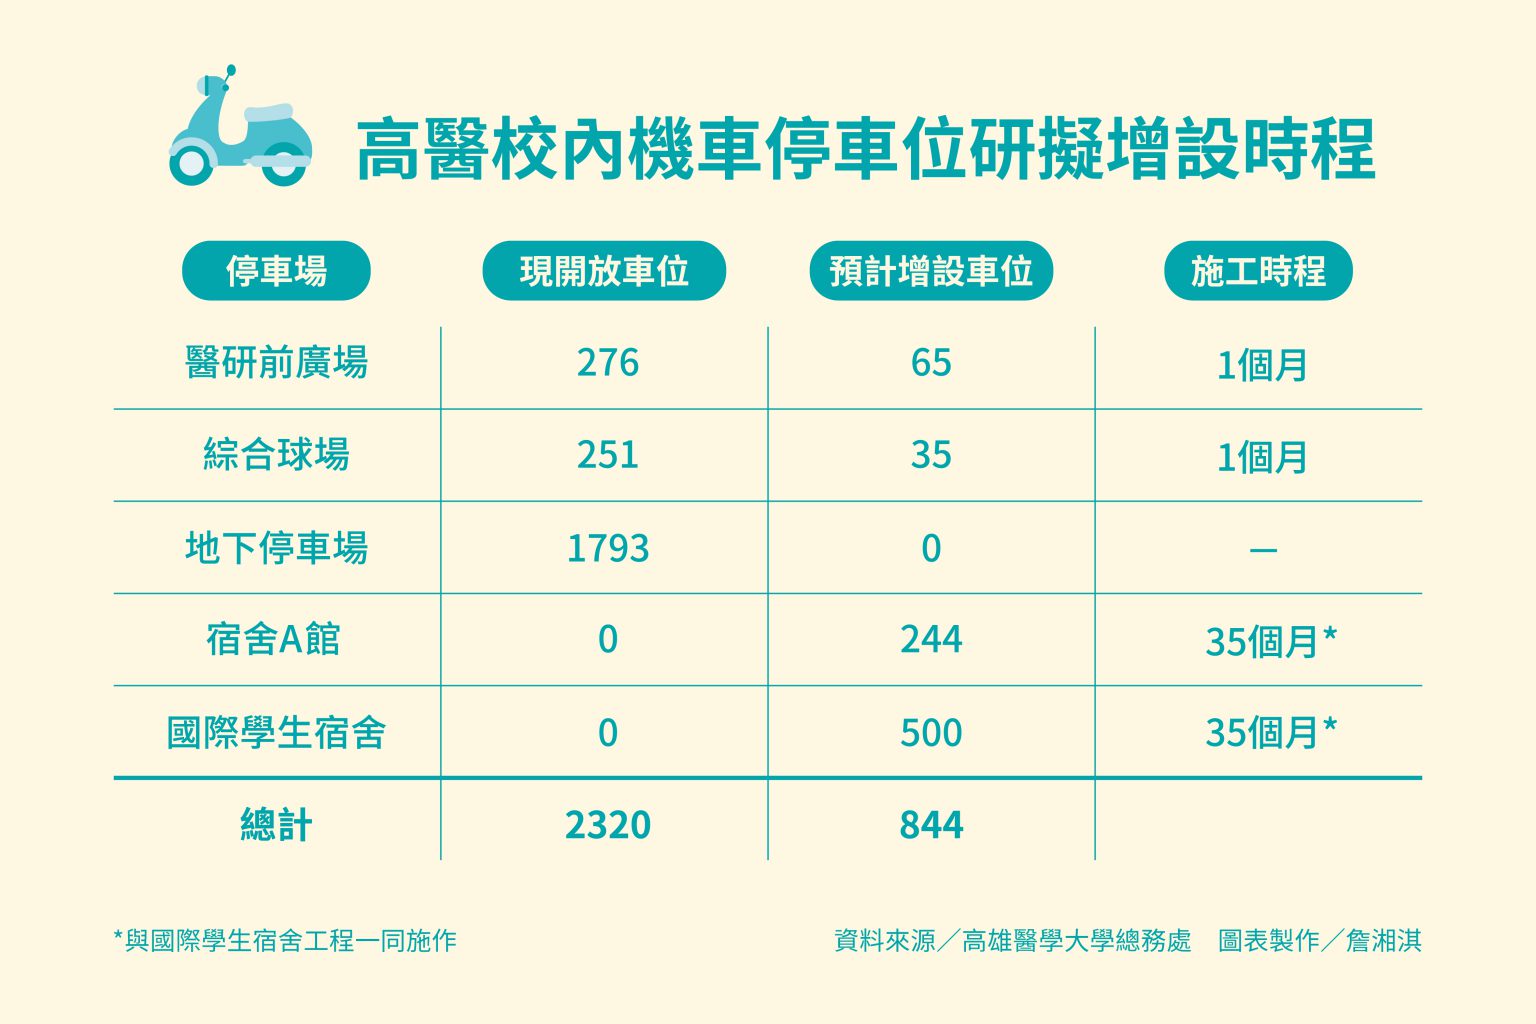 高醫校內機車停車位研擬增設時程
停車場 現開放車位 預計增設車位 施工時程
醫研前廣場 276 65 1個月
綜合球場 251 35 1個月
地下停車場 1793 0 —
宿舍A館 0 244 35個月*
國際學生宿舍 0 500 35個月*
總計 2320 844
*與國際學生宿舍工程一同施作
資料來源／高雄醫學大學總務處　圖表製作／詹湘淇